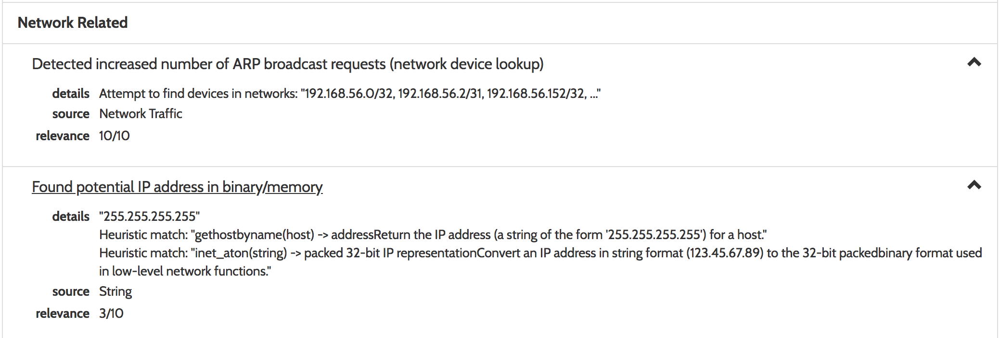 Network Related
Detected increased number of ARP broadcast requests (network device lookup)
details Attempt to find devices in networks: "192.168.56.0/32, 192.168.56.2/31, 192.168.56.152/32, ..."
source Network Traffic
relevance 10/10
Found potential IP address in binary/memory
details "255.255.255.255"
Heuristic match: "gethostbyname(host) -> addressReturn the IP address (a string of the form '255.255.255.255') for a host."
Heuristic match: "inet_aton(string) -> packed 32-bit IP representationConvert an IP address in string format (123.45.67.89) to the 32-bit packedbinary format used
in low-level network functions."
source String
relevance 3/10